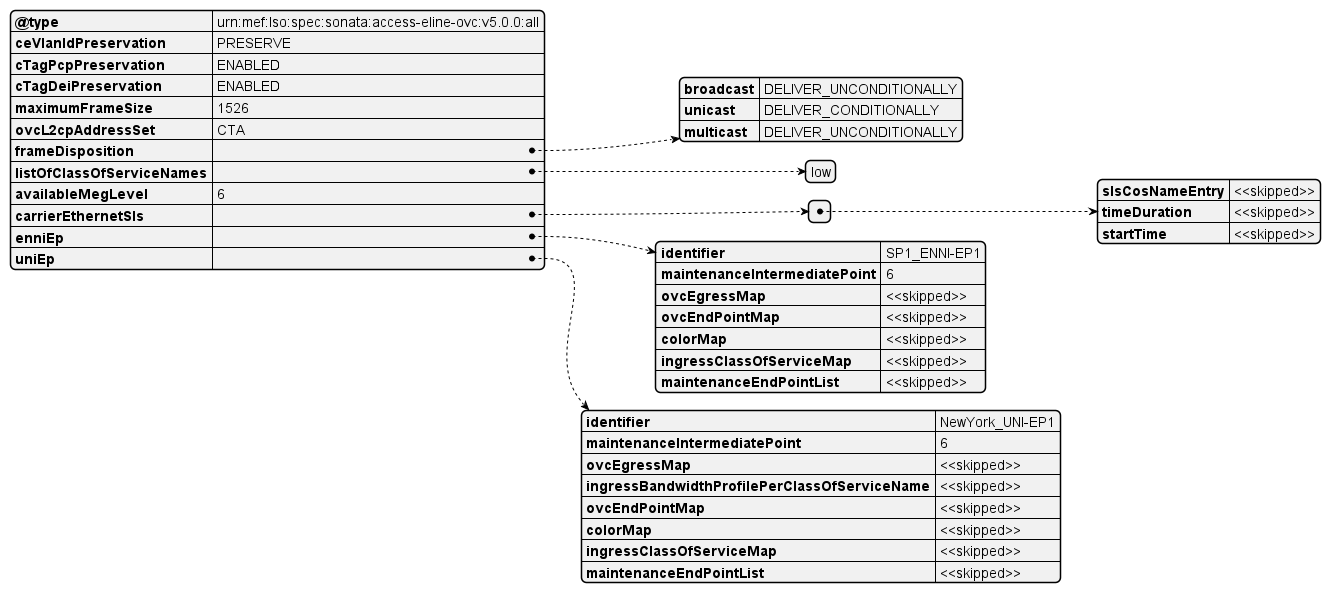 @type urn:mef:lso:spec:sonata:access-eline-ovc:v5.0.0:all
ceVlanIdPreservation PRESERVE
cTagPcpPreservation ENABLED
cTagDeiPreservation ENABLED
maximumFrameSize 1526
ovcL2cpAddressSet CTA
frameDisposition
listOfClassOfServiceNames
availableMegLevel 6
carrierEthernetSls
enniEp
uniEp
broadcast DELIVER_UNCONDITIONALLY
unicast DELIVER_CONDITIONALLY
multicast DELIVER_UNCONDITIONALLY
low
slsCosNameEntry <<skipped>>
timeDuration <<skipped>>
startTime <<skipped>>
identifier SP1_ENNI-EP1
maintenanceIntermediatePoint 6
ovcEgressMap <<skipped>>
ovcEndPointMap <<skipped>>
colorMap <<skipped>>
ingressClassOfServiceMap <<skipped>>
maintenanceEndPointList <<skipped>>
identifier NewYork_UNI-EP1
maintenanceIntermediatePoint 6
ovcEgressMap <<skipped>>
ingressBandwidthProfilePerClassOfServiceName <<skipped>>
ovcEndPointMap <<skipped>>
colorMap <<skipped>>
ingressClassOfServiceMap <<skipped>>
maintenanceEndPointList <<skipped>>